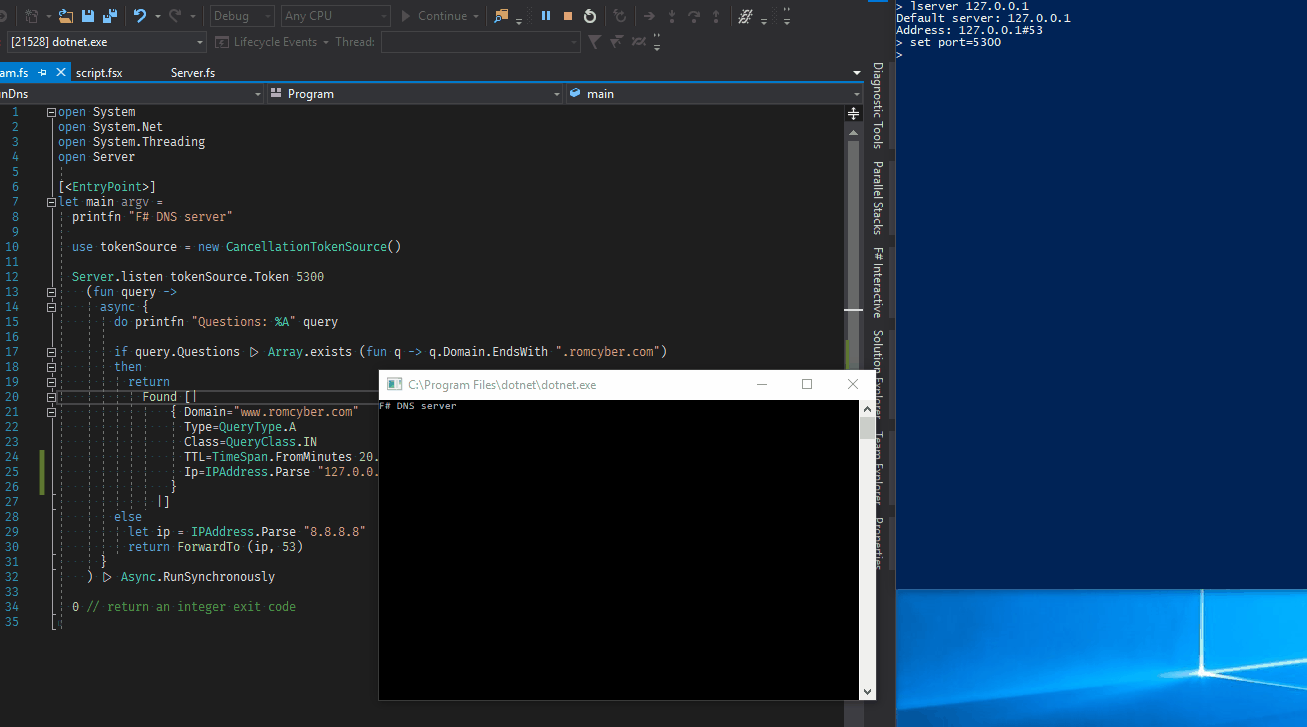 Debug
Any CPU
Continue
[21528] dotnet.exe
Lifecycle Events
Thread:
am.fs
script.fsx
Server.fs
nDns
Program
main
1 open System
2 open System.Net
3 open System.Threading
4 open Server
5
6 [<EntryPoint>]
7 let main argv =
8 printfn "F# DNS server"
9
10 use tokenSource = new CancellationTokenSource()
11
12 Server.listen tokenSource.Token 5300
13 (fun query ->
14 async {
15 do printfn "Questions: %A" query
16
17 if query.Questions ▷ Array.exists (fun q -> q.Domain.EndsWith ".romcyber.com")
18 then
19 return
20 Found [|
21 { Domain="www.romcyber.com"
22 Type=QueryType.A
23 Class=QueryClass.IN
24 TTL=TimeSpan.FromMinutes 20.
25 Ip=IPAddress.Parse "127.0.0.
26 }
27 |]
28 else
29 let ip = IPAddress.Parse "8.8.8.8"
30 return ForwardTo (ip, 53)
31 }
32 ) ▷ Async.RunSynchronously
33
34 0 // return an integer exit code
35
C:\Program Files\dotnet\dotnet.exe
F# DNS server
Diagnostic Tools
Parallel Stacks
F# Interactive
Solution Explorer
Team Explorer
Properties
> lserver 127.0.0.1
Default server: 127.0.0.1
Address: 127.0.0.1#53
> set port=5300
>